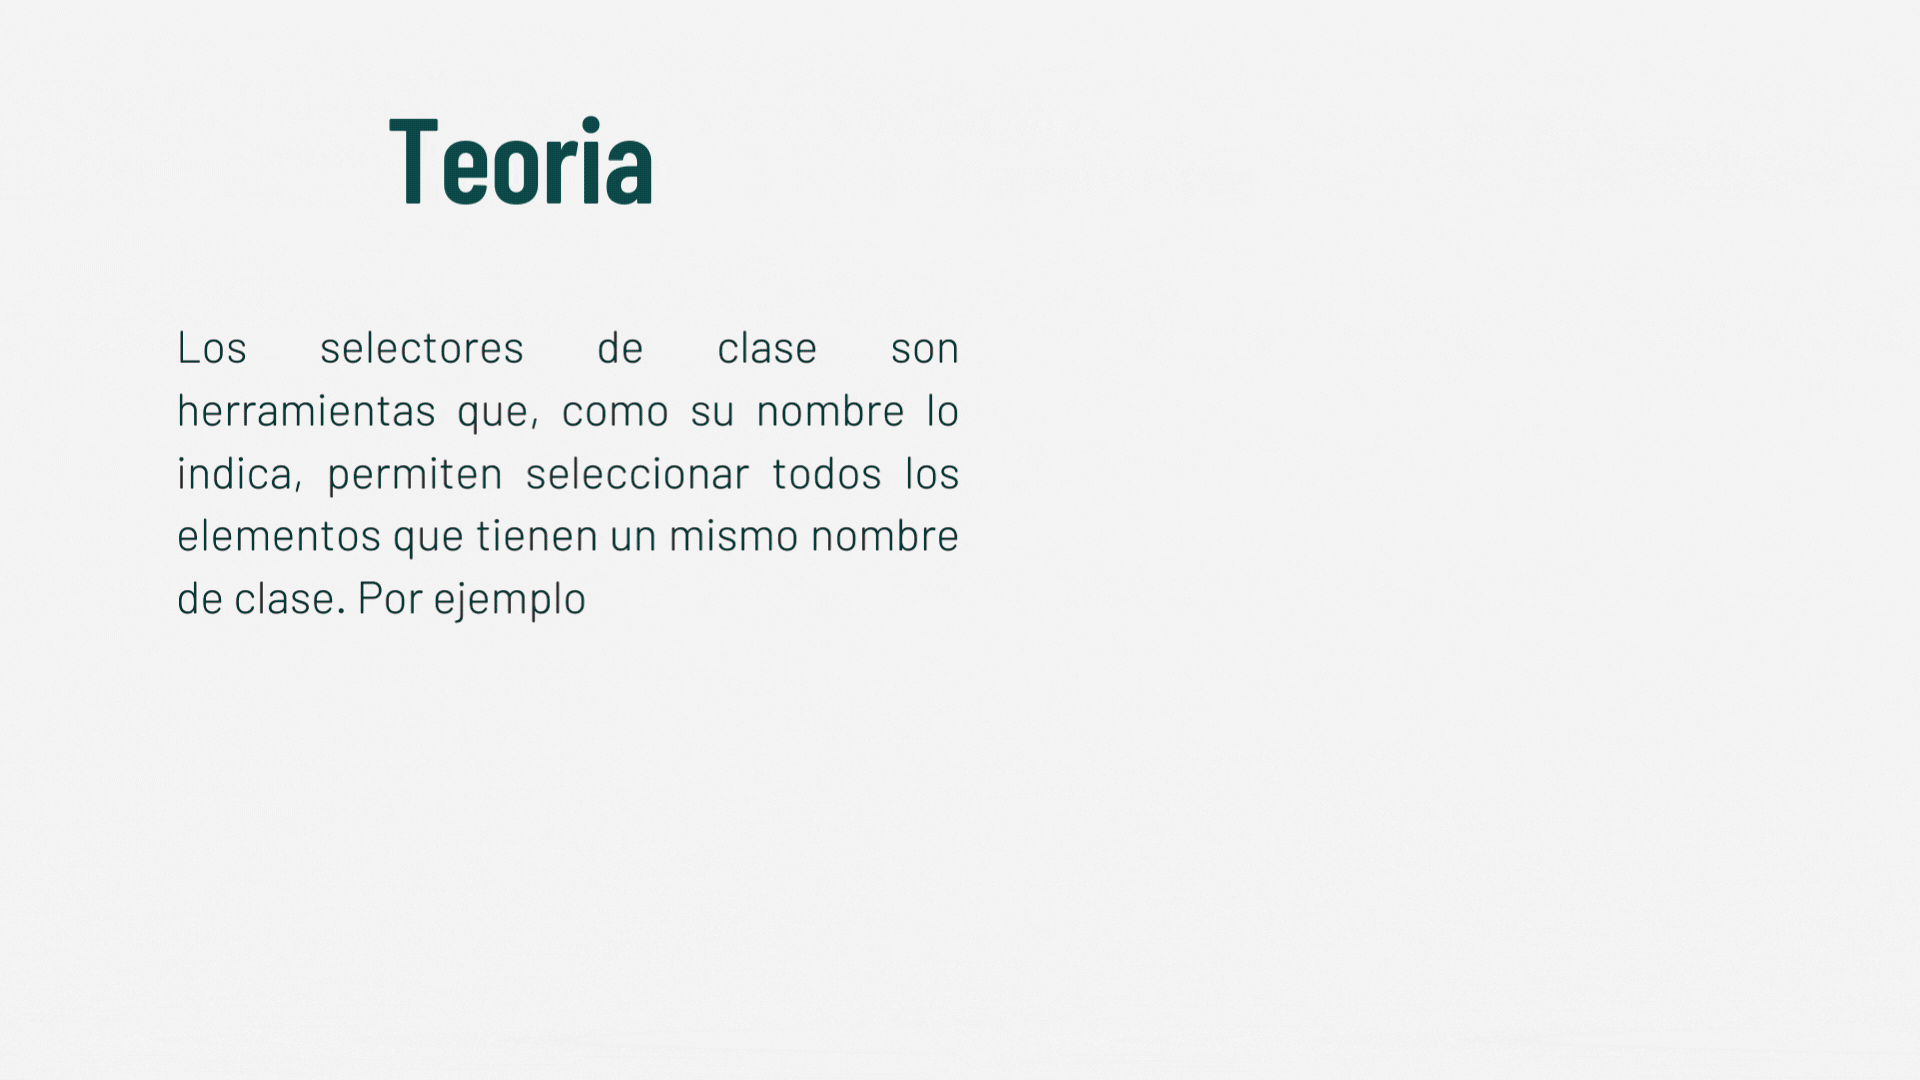 Teoria
Los selectores de clase son
herramientas que, como su nombre lo
indica, permiten seleccionar todos los
elementos que tienen un mismo nombre
de clase. Por ejemplo